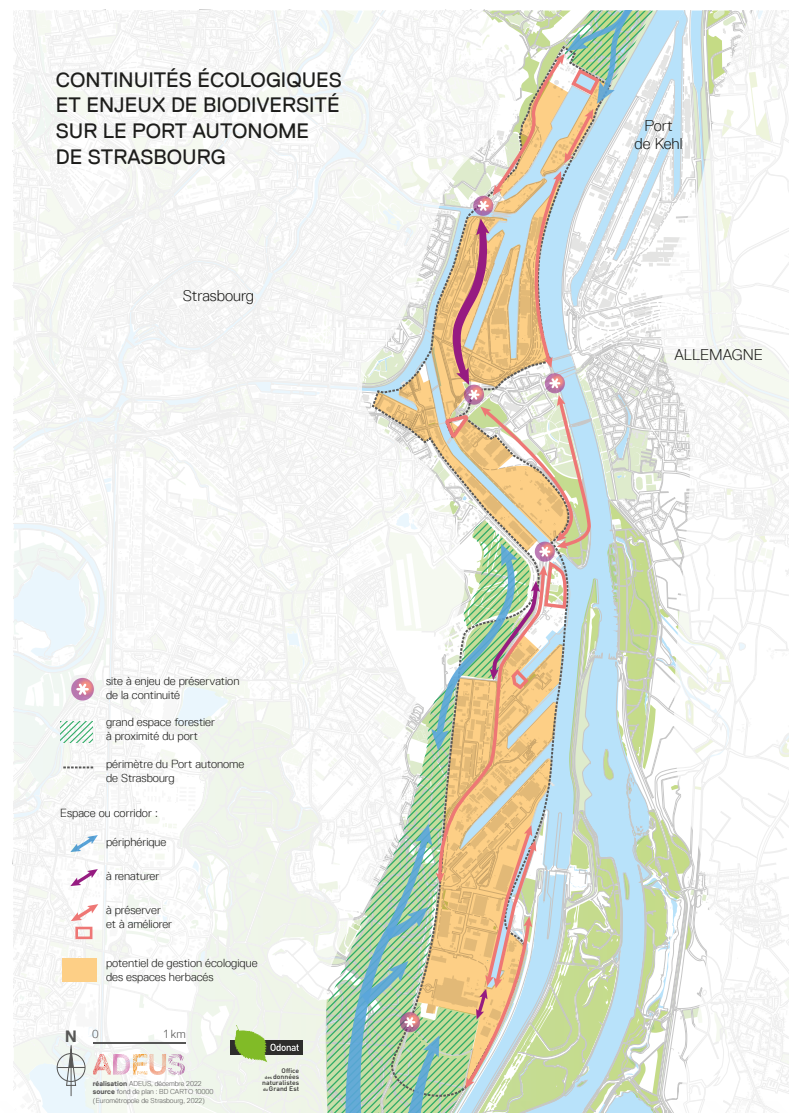 CONTINUITÉS ÉCOLOGIQUES
ET ENJEUX DE BIODIVERSITÉ
SUR LE PORT AUTONOME
DE STRASBOURG
Port
de Kehl
Strasbourg
ALLEMAGNE
site à enjeu de préservation
de la continuité
grand espace forestier
à proximité du port
périmètre du Port autonome
de Strasbourg
Espace ou corridor :
périphérique
à renaturer
à préserver
et à améliorer
potentiel de gestion écologique
des espaces herbacés
N
0 1 km
ADEUS
réalisation ADEUS, décembre 2022
source fond de plan : BD CARTO 10000
(Eurométropole de Strasbourg, 2022)
Odonat
Office
des données
naturalistes
du Grand Est